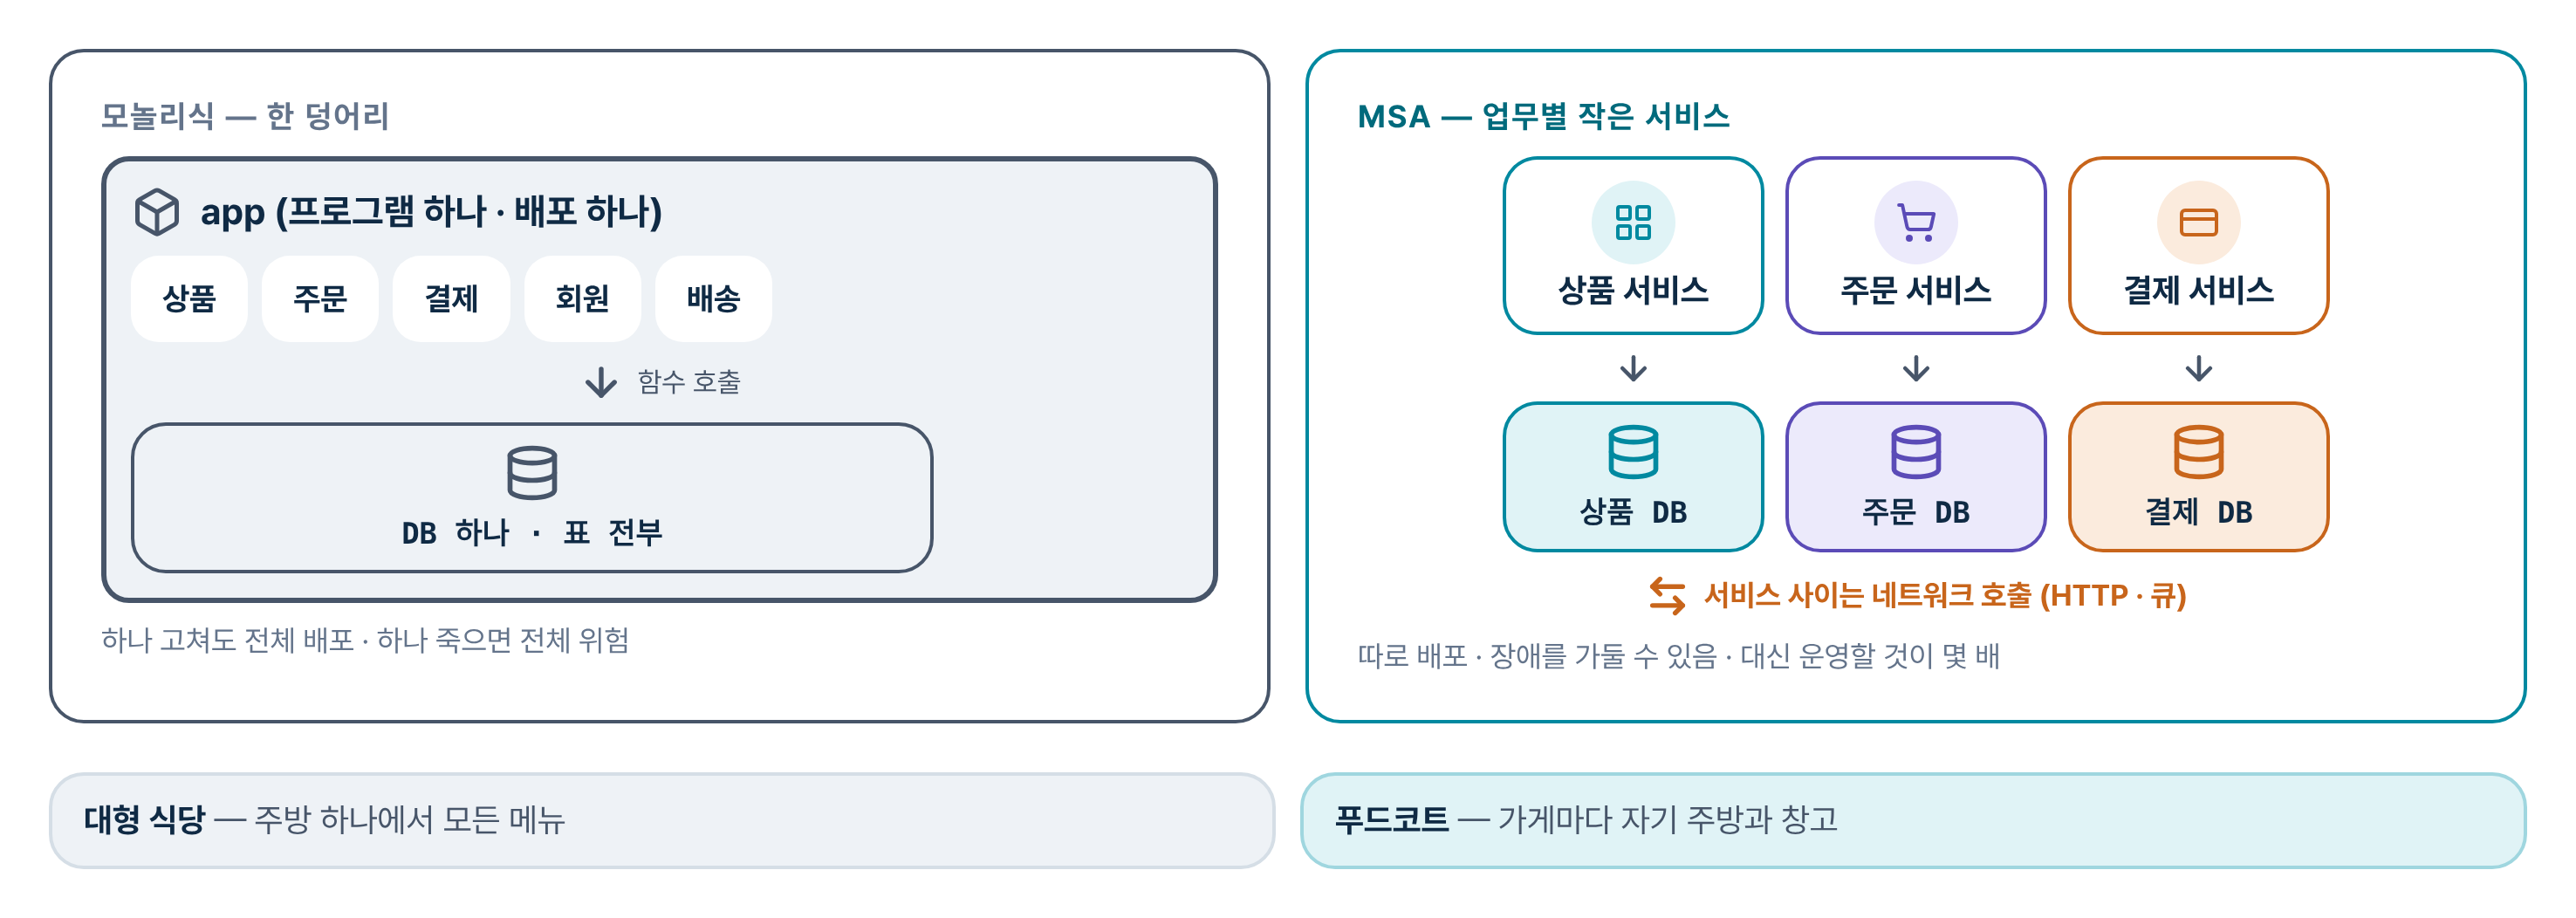 모놀리식 — 한 덩어리
app (프로그램 하나 · 배포 하나)
상품
주문
결제
회원
배송
함수 호출
DB 하나 · 표 전부
하나 고쳐도 전체 배포 · 하나 죽으면 전체 위험
MSA — 업무별 작은 서비스
상품 서비스
주문 서비스
결제 서비스
상품 DB
주문 DB
결제 DB
서비스 사이는 네트워크 호출 (HTTP · 큐)
따로 배포 · 장애를 가둘 수 있음 · 대신 운영할 것이 몇 배
대형 식당 — 주방 하나에서 모든 메뉴
푸드코트 — 가게마다 자기 주방과 창고